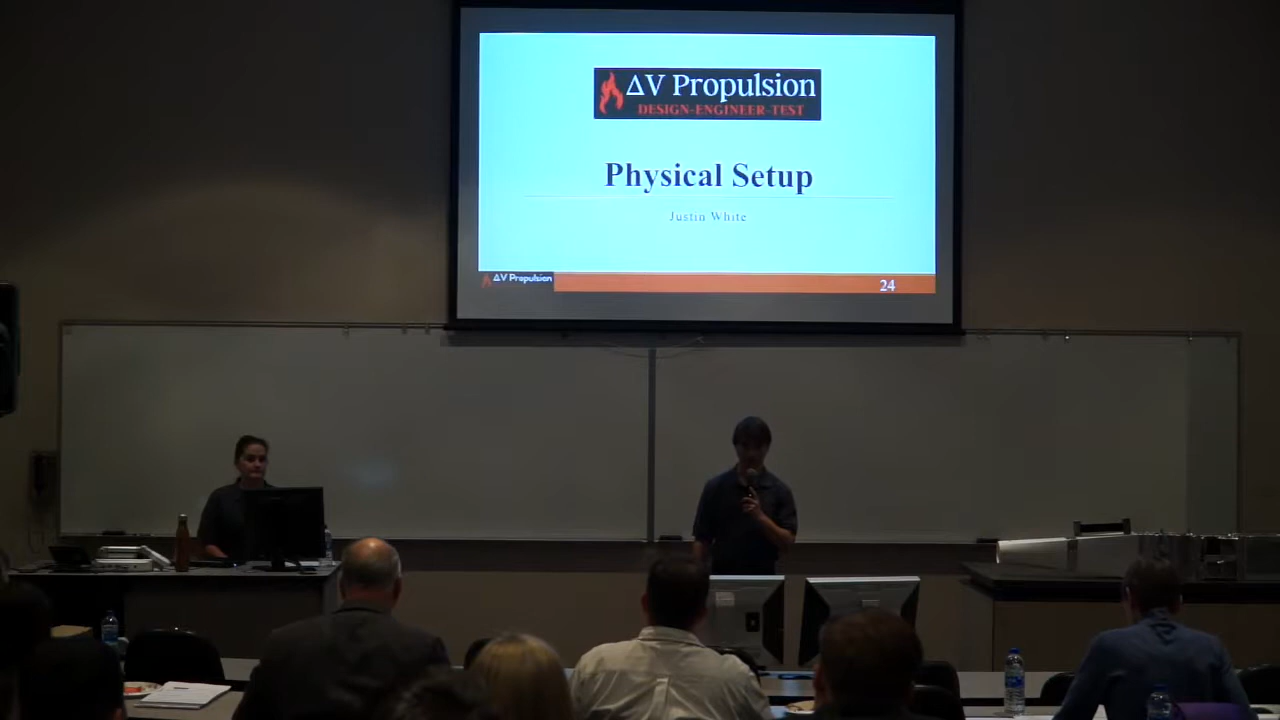 ΔV Propulsion
DESIGN-ENGINEER-TEST
Physical Setup
Justin White
ΔV Propulsion
24